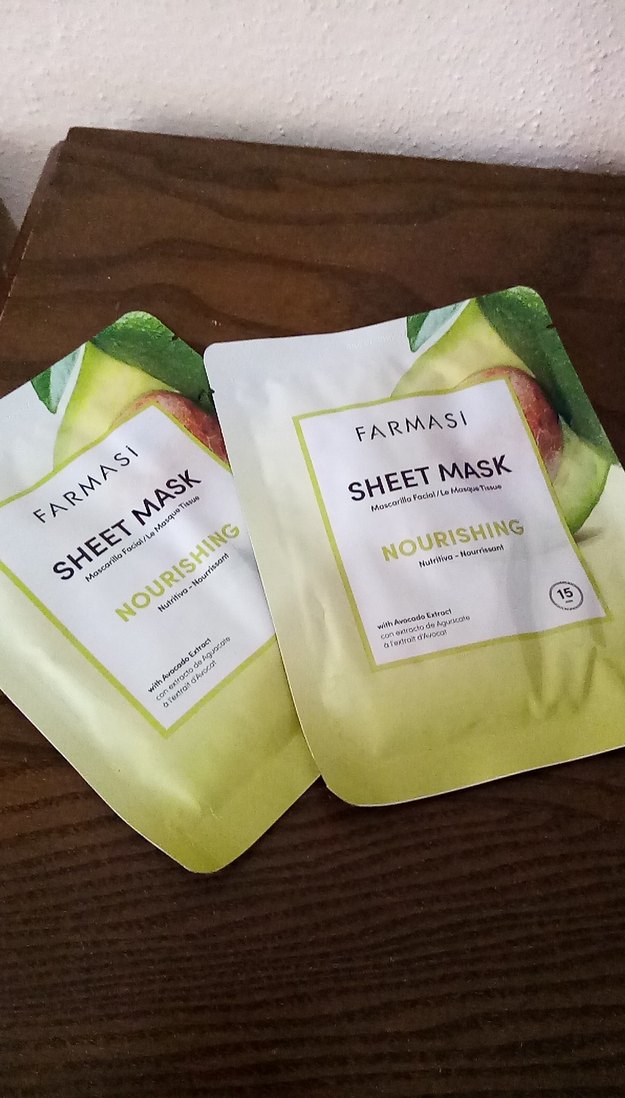 FARMASI
SHEET MASK
Mascarilla Facial / Le Masque Tissue
NOURISHING
Nutritiva - Nourrissant
with Avocado Extract
con extracto de Aguacate
à l'extrait d'Avocat
FARMASI
SHEET MASK
Mascarilla Facial / Le Masque Tissue
NOURISHING
Nutritiva - Nourrissant
15
with Avocado Extract
con extracto de Aguacate
à l'extrait d'Avocat